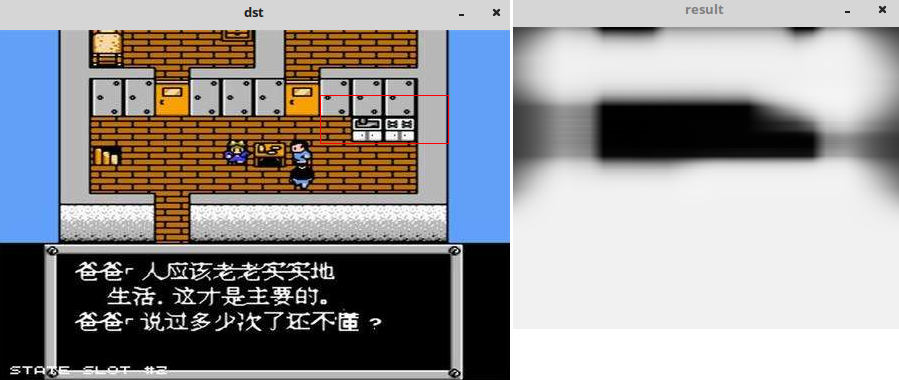 dst
result
爸爸「人应该老老实实地
生活.这才是主要的。
爸爸「说过多少次了还不懂?
STATE SLOT #2